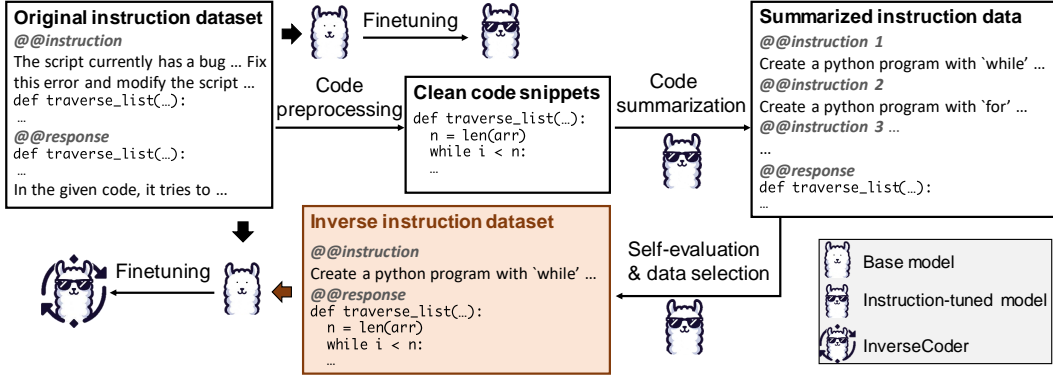 Original instruction dataset
@@instruction
The script currently has a bug ... Fix
this error and modify the script ...
def traverse_list(…):
…
@@response
def traverse_list(…):
…
In the given code, it tries to ...
Finetuning
Code
preprocessing
Clean code snippets
def traverse_list(…):
n = len(arr)
while i < n:
…
Code
summarization
Summarized instruction data
@@instruction 1
Create a python program with `while’ ...
@@instruction 2
Create a python program with `for’ ...
@@instruction 3 ...
...
@@response
def traverse_list(…):
…
Self-evaluation
& data selection
Inverse instruction dataset
@@instruction
Create a python program with `while’ ...
@@response
def traverse_list(…):
n = len(arr)
while i < n:
…
Finetuning
Base model
Instruction-tuned model
InverseCoder